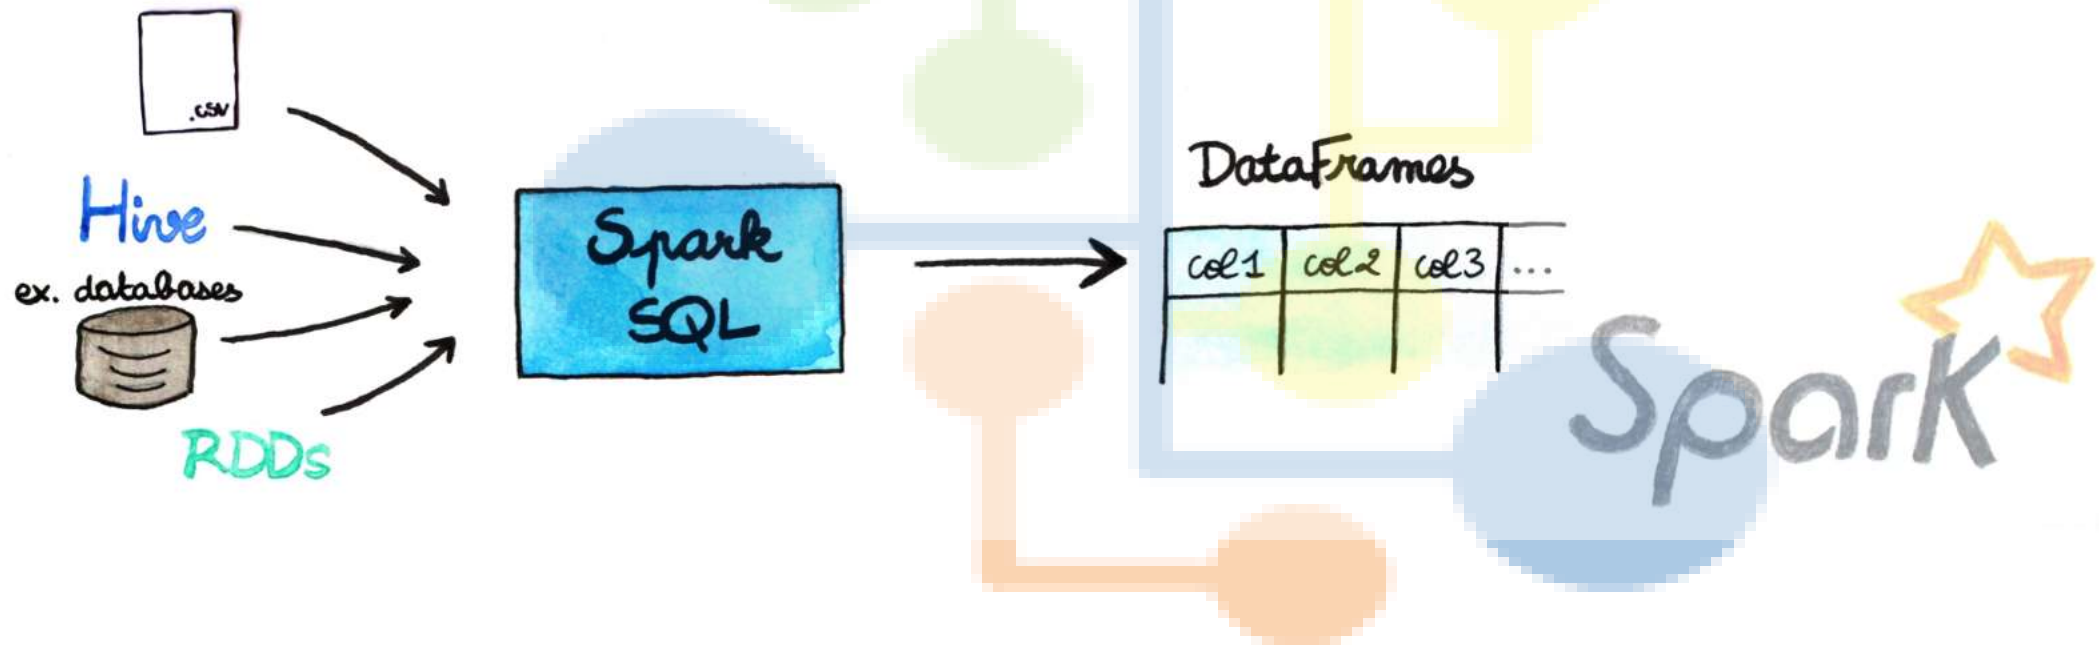 .csv
Hive
ex. databases
RDDs
Spark
SQL
DataFrames
col1 col2 col3 ...
Spark